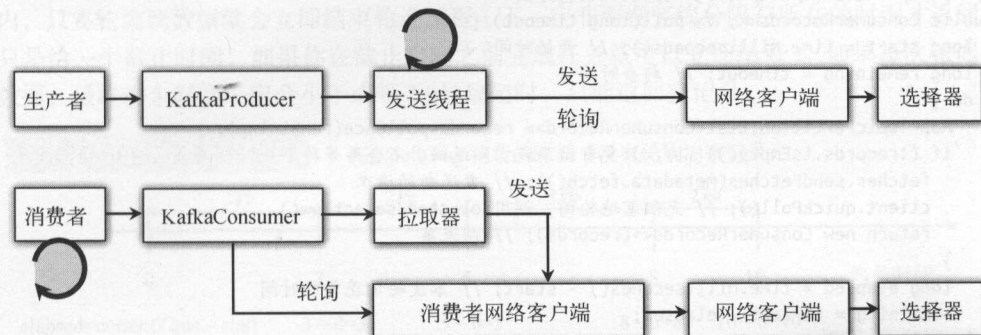 生产者
KafkaProducer
发送线程
发送
轮询
网络客户端
选择器
消费者
KafkaConsumer
拉取器
发送
轮询
消费者网络客户端
网络客户端
选择器